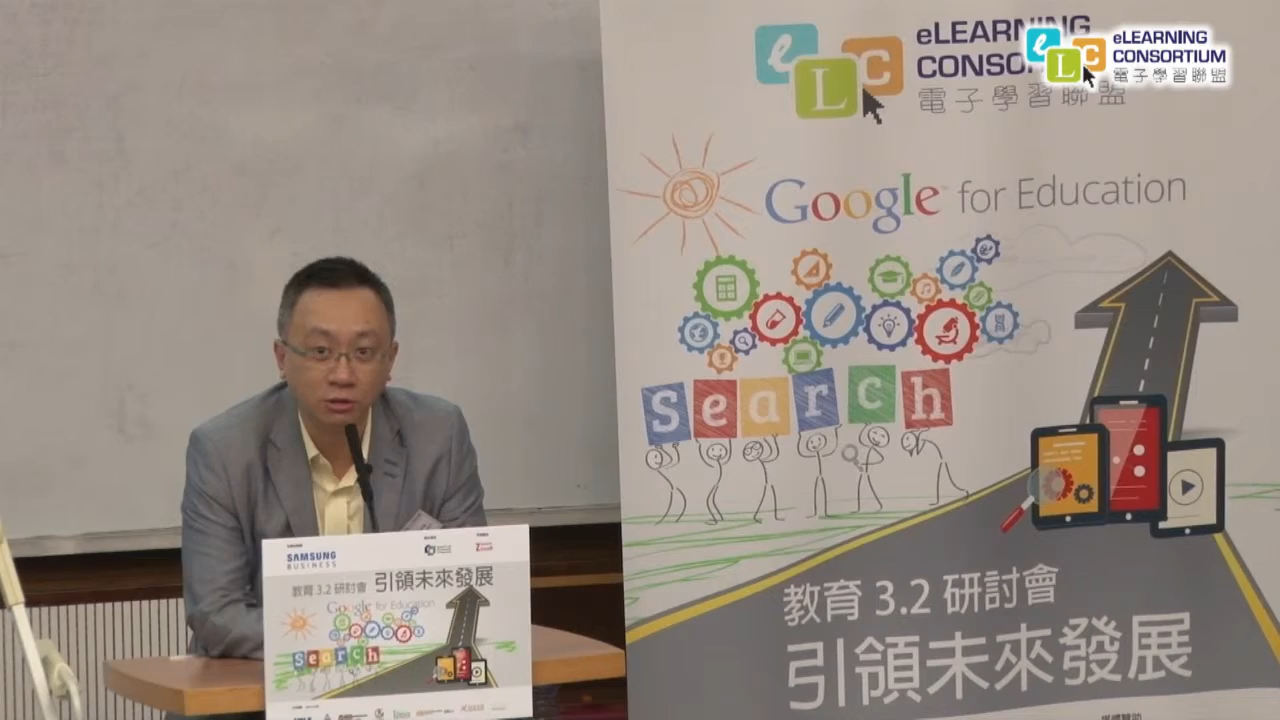 eLEARNING
CONSORTIUM
電子學習聯盟
e
L
C
eLEARNING
電子學習聯盟
Google for Education
Search
教育 3.2 研討會
引領未來發展
SAMSUNG
BUSINESS
教育 3.2 研討會 引領未來發展
Google for Education
Search